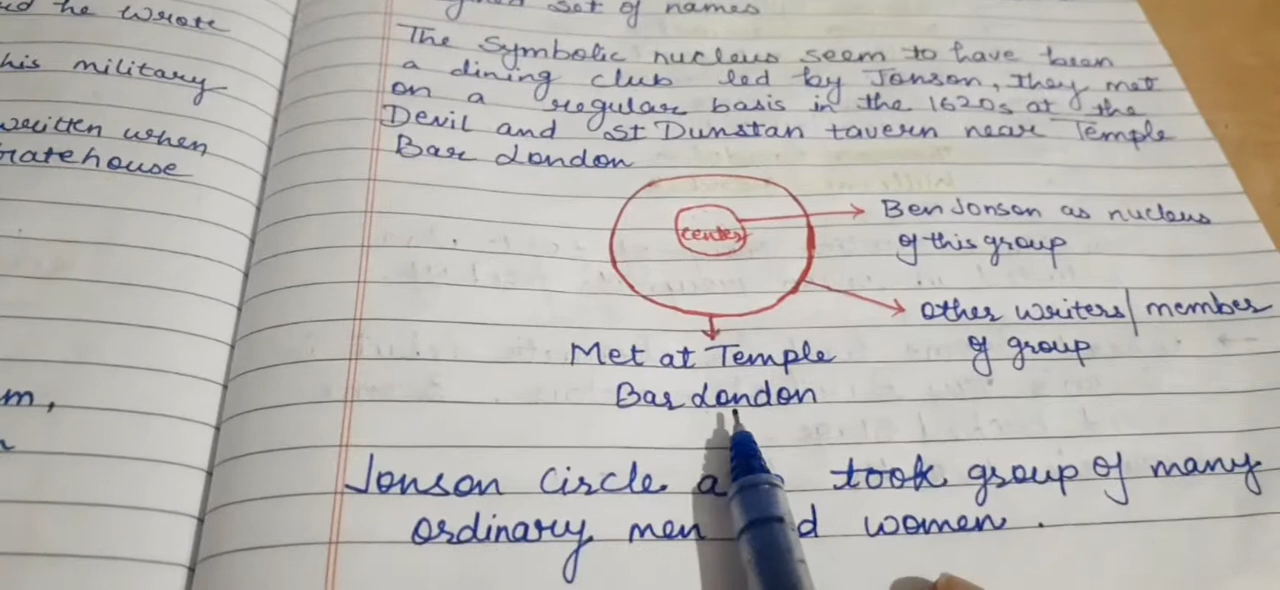 and he wrote
his military
written when
Gatehouse
m,
set of names
The Symbolic nucleus seem to have been
a dining club led by Jonson, they met
on a regular basis in the 1620s at the
Devil and St Dunstan tavern near Temple
Bar London
center
Ben Jonson as nucleus
of this group
Other writers/member
of group
Met at Temple
Bar London
Jonson circle a took group of many
ordinary men d women.